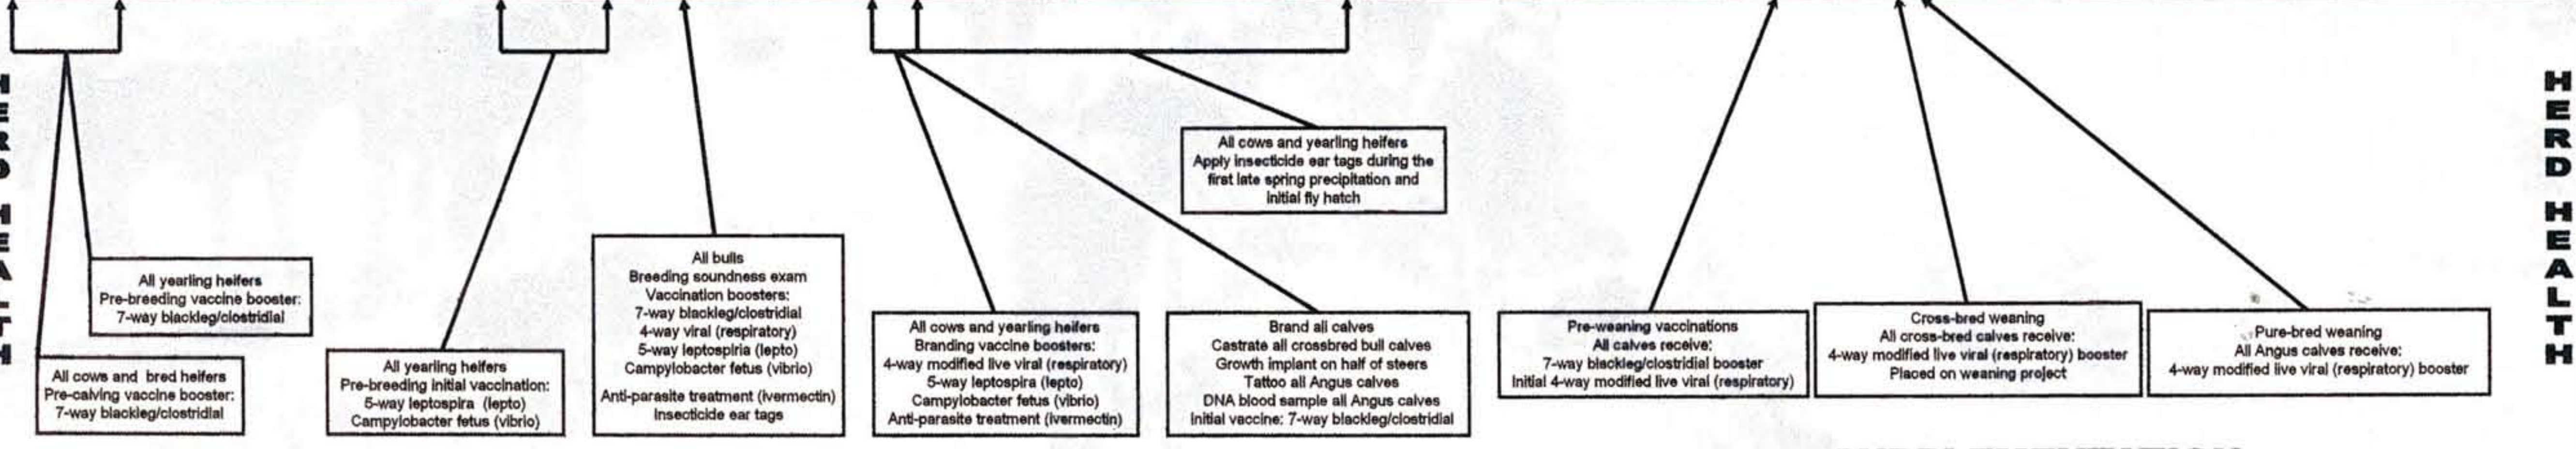 HERD HEALTH
All yearling heifers
Pre-breeding vaccine booster:
7-way blackleg/clostridial
All cows and bred heifers
Pre-calving vaccine booster:
7-way blackleg/clostridial
All yearling heifers
Pre-breeding initial vaccination:
5-way leptospira (lepto)
Campylobacter fetus (vibrio)
All bulls
Breeding soundness exam
Vaccination boosters:
7-way blackleg/clostridial
4-way viral (respiratory)
5-way leptospiria (lepto)
Campylobacter fetus (vibrio)
Anti-parasite treatment (ivermectin)
Insecticide ear tags
All cows and yearling heifers
Branding vaccine boosters:
4-way modified live viral (respiratory)
5-way leptospira (lepto)
Campylobacter fetus (vibrio)
Anti-parasite treatment (ivermectin)
All cows and yearling heifers
Apply insecticide ear tags during the
first late spring precipitation and
initial fly hatch
Brand all calves
Castrate all crossbred bull calves
Growth implant on half of steers
Tattoo all Angus calves
DNA blood sample all Angus calves
Initial vaccine: 7-way blackleg/clostridial
Pre-weaning vaccinations
All calves receive:
7-way blackleg/clostridial booster
Initial 4-way modified live viral (respiratory)
Cross-bred weaning
All cross-bred calves receive:
4-way modified live viral (respiratory) booster
Placed on weaning project
Pure-bred weaning
All Angus calves receive:
4-way modified live viral (respiratory) booster
HERD HEALTH